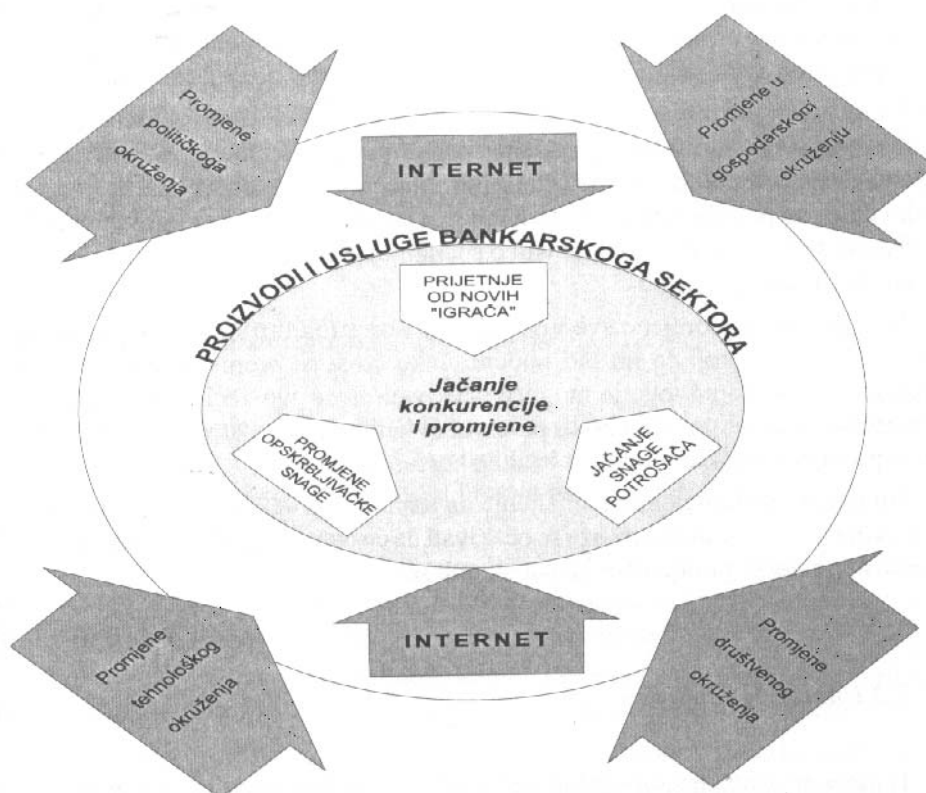 Promjene
političkoga
okruženja
Promjene u
gospodarskom
okruženju
INTERNET
PROIZVODI I USLUGE BANKARSKOGA SEKTORA
PRIJETNJE
OD NOVIH
"IGRAČA"
Jačanje
konkurencije
i promjene
PROMJENE
OPSKRBLJIVAČKE
SNAGE
JAČANJE
SNAGE
POTROŠAČA
INTERNET
Promjene
tehnološkog
okruženja
Promjene
društvenog
okruženja